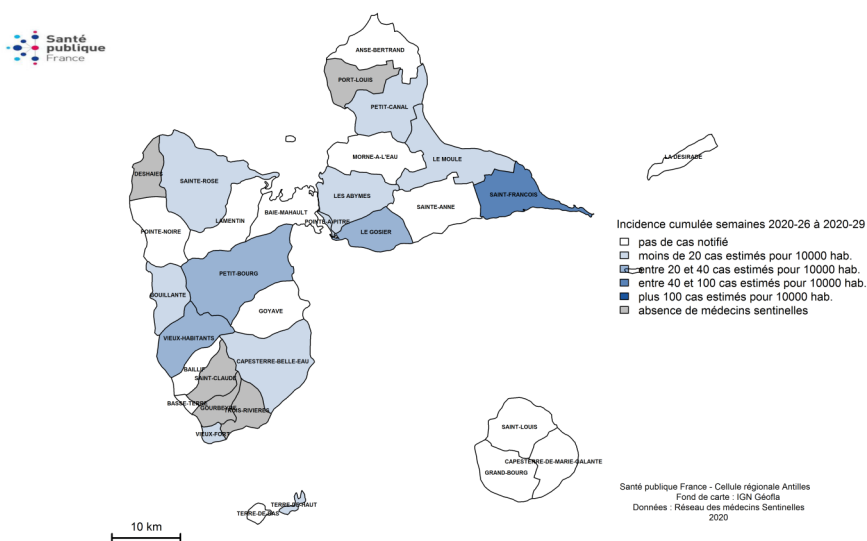 Santé
publique
France
ANSE-BERTRAND
PORT-LOUIS
PETIT-CANAL
MORNE-A-L'EAU
LE MOULE
LA DESIRADE
DESHAIES
SAINTE-ROSE
LES ABYMES
SAINTE-ANNE
SAINT-FRANCOIS
LAMENTIN
BAIE-MAHAULT
POINTE-A-PITRE
POINTE-NOIRE
LE GOSIER
PETIT-BOURG
BOUILLANTE
GOYAVE
VIEUX-HABITANTS
CAPESTERRE-BELLE-EAU
BAILLIF
SAINT-CLAUDE
BASSE-TERRE
GOURBEYRE
TROIS-RIVIERES
VIEUX-FORT
TERRE-DE-HAUT
TERRE-DE-BAS
SAINT-LOUIS
CAPESTERRE-DE-MARIE-GALANTE
GRAND-BOURG
Incidence cumulée semaines 2020-26 à 2020-29
pas de cas notifié
moins de 20 cas estimés pour 10000 hab.
entre 20 et 40 cas estimés pour 10000 hab.
entre 40 et 100 cas estimés pour 10000 hab.
plus 100 cas estimés pour 10000 hab.
absence de médecins sentinelles
Santé publique France - Cellule régionale Antilles
Fond de carte : IGN Géofla
Données : Réseau des médecins Sentinelles
2020
10 km